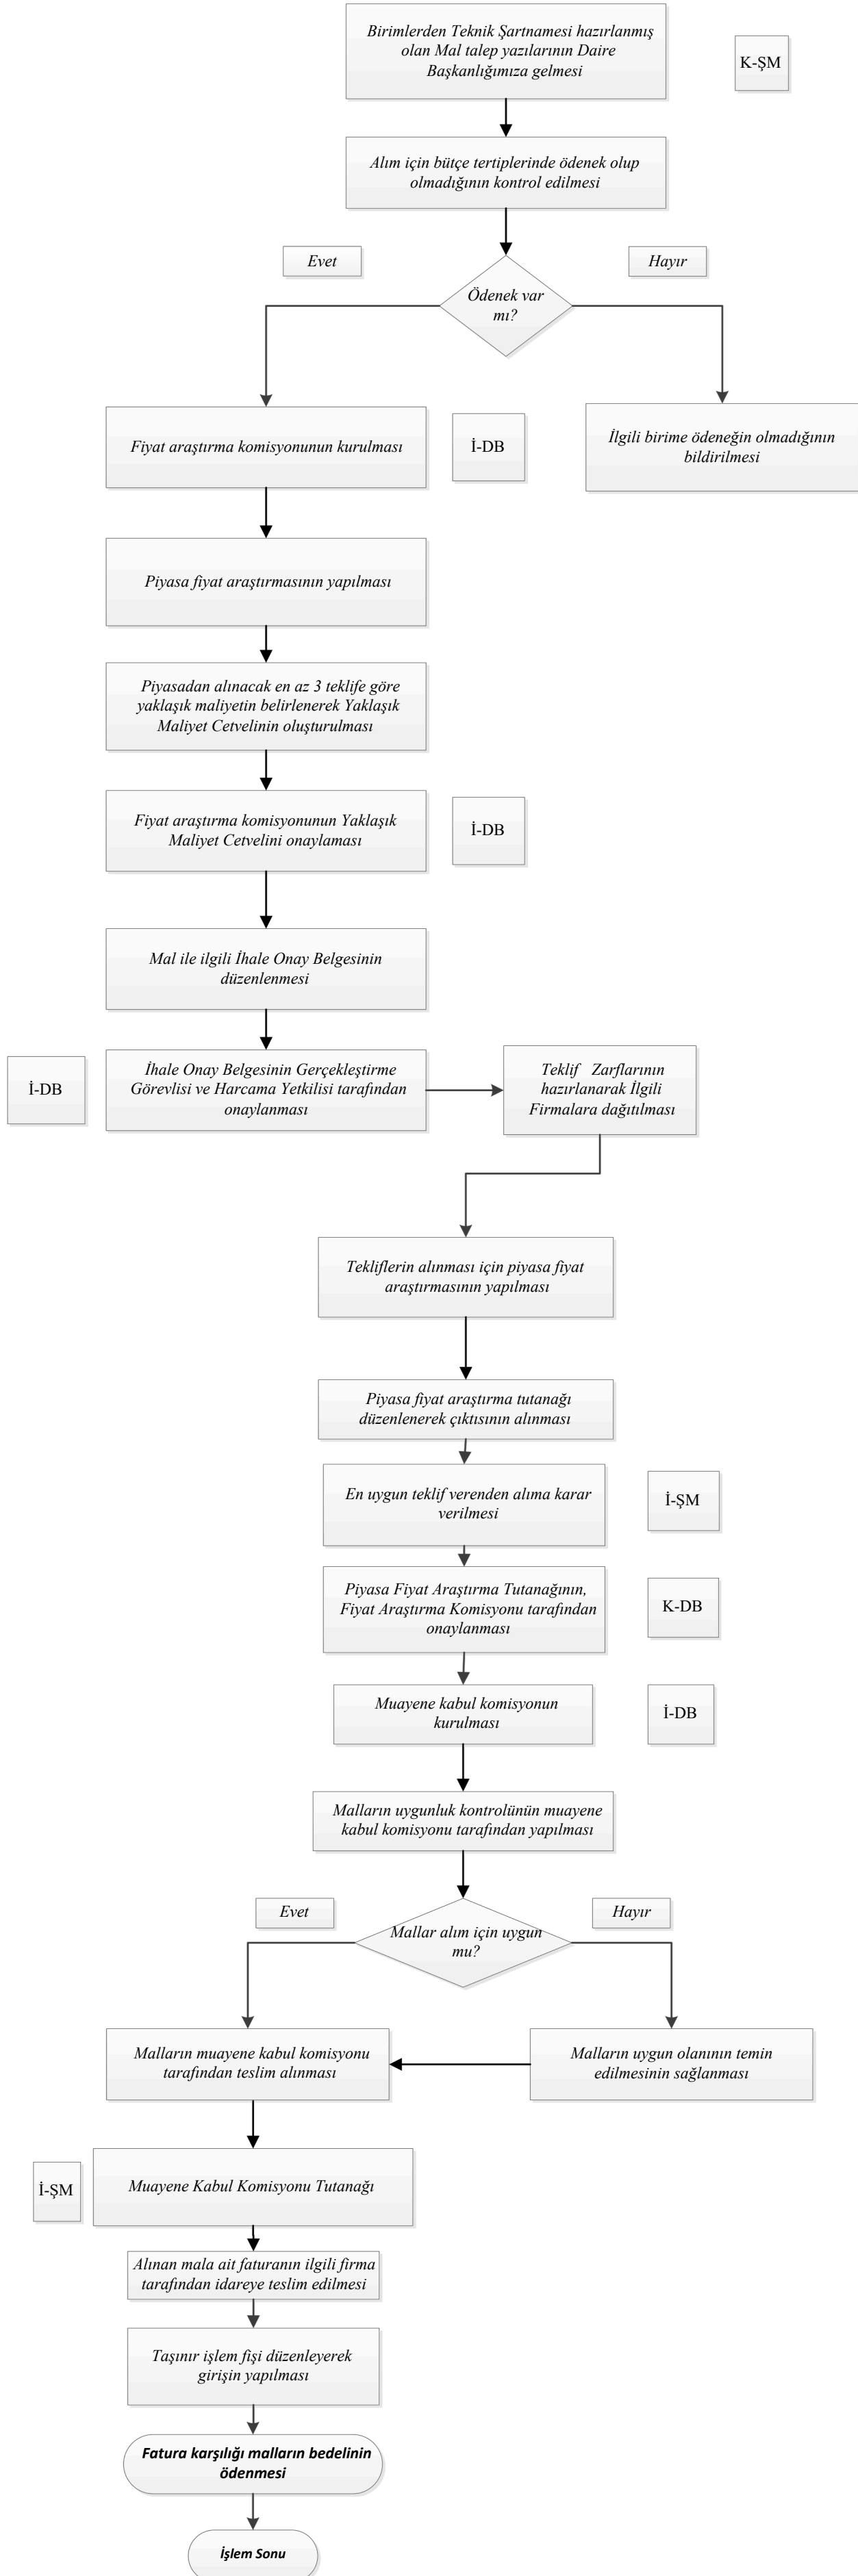 Birimlerden Teknik Şartnamesi hazırlanmış
olan Mal talep yazılarının Daire
Başkanlığımıza gelmesi
K-ŞM
Alım için bütçe tertiplerinde ödenek olup
olmadığının kontrol edilmesi
Evet
Hayır
Ödenek var
mı?
Fiyat araştırma komisyonunun kurulması
İ-DB
İlgili birime ödeneğin olmadığının
bildirilmesi
Piyasa fiyat araştırmasının yapılması
Piyasadan alınacak en az 3 teklife göre
yaklaşık maliyetin belirlenerek Yaklaşık
Maliyet Cetvelinin oluşturulması
Fiyat araştırma komisyonunun Yaklaşık
Maliyet Cetvelini onaylaması
İ-DB
Mal ile ilgili İhale Onay Belgesinin
düzenlenmesi
İ-DB
İhale Onay Belgesinin Gerçekleştirme
Görevlisi ve Harcama Yetkilisi tarafından
onaylanması
Teklif Zarflarının
hazırlanarak İlgili
Firmalara dağıtılması
Tekliflerin alınması için piyasa fiyat
araştırmasının yapılması
Piyasa fiyat araştırma tutanağı
düzenlenerek çıktısının alınması
En uygun teklif verenden alıma karar
verilmesi
İ-ŞM
Piyasa Fiyat Araştırma Tutanağının,
Fiyat Araştırma Komisyonu tarafından
onaylanması
K-DB
Muayene kabul komisyonun
kurulması
İ-DB
Malların uygunluk kontrolünün muayene
kabul komisyonu tarafından yapılması
Evet
Hayır
Mallar alım için uygun
mu?
Malların muayene kabul komisyonu
tarafından teslim alınması
Malların uygun olanının temin
edilmesinin sağlanması
İ-ŞM
Muayene Kabul Komisyonu Tutanağı
Alınan mala ait faturanın ilgili firma
tarafından idareye teslim edilmesi
Taşınır işlem fişi düzenleyerek
girişin yapılması
Fatura karşılığı malların bedelinin
ödenmesi
İşlem Sonu